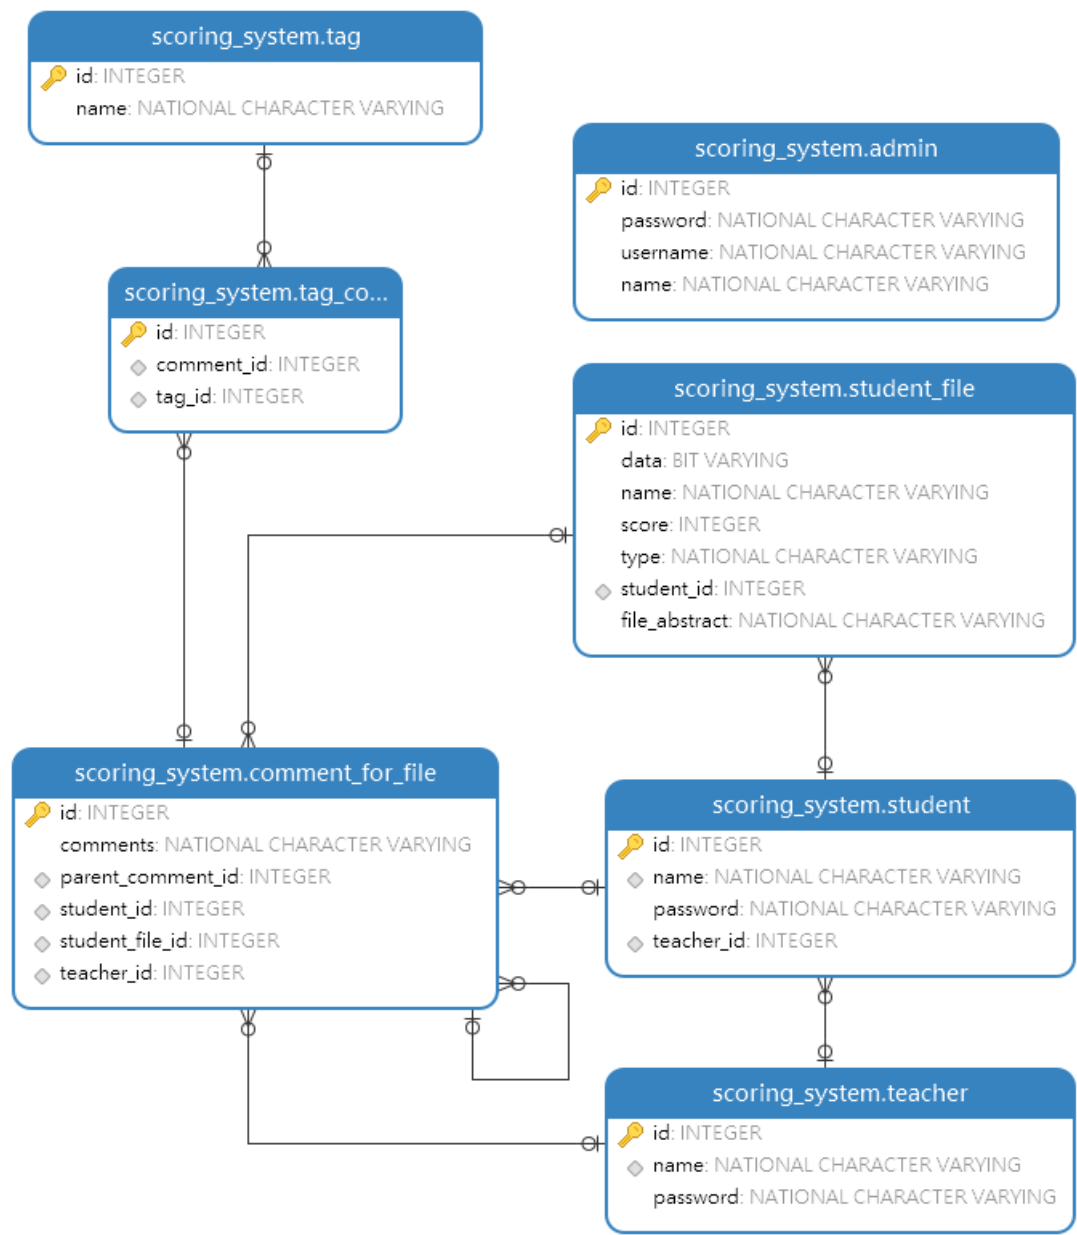 scoring_system.tag
id: INTEGER
name: NATIONAL CHARACTER VARYING
scoring_system.admin
id: INTEGER
password: NATIONAL CHARACTER VARYING
username: NATIONAL CHARACTER VARYING
name: NATIONAL CHARACTER VARYING
scoring_system.tag_co...
id: INTEGER
comment_id: INTEGER
tag_id: INTEGER
scoring_system.student_file
id: INTEGER
data: BIT VARYING
name: NATIONAL CHARACTER VARYING
score: INTEGER
type: NATIONAL CHARACTER VARYING
student_id: INTEGER
file_abstract: NATIONAL CHARACTER VARYING
scoring_system.comment_for_file
id: INTEGER
comments: NATIONAL CHARACTER VARYING
parent_comment_id: INTEGER
student_id: INTEGER
student_file_id: INTEGER
teacher_id: INTEGER
scoring_system.student
id: INTEGER
name: NATIONAL CHARACTER VARYING
password: NATIONAL CHARACTER VARYING
teacher_id: INTEGER
scoring_system.teacher
id: INTEGER
name: NATIONAL CHARACTER VARYING
password: NATIONAL CHARACTER VARYING